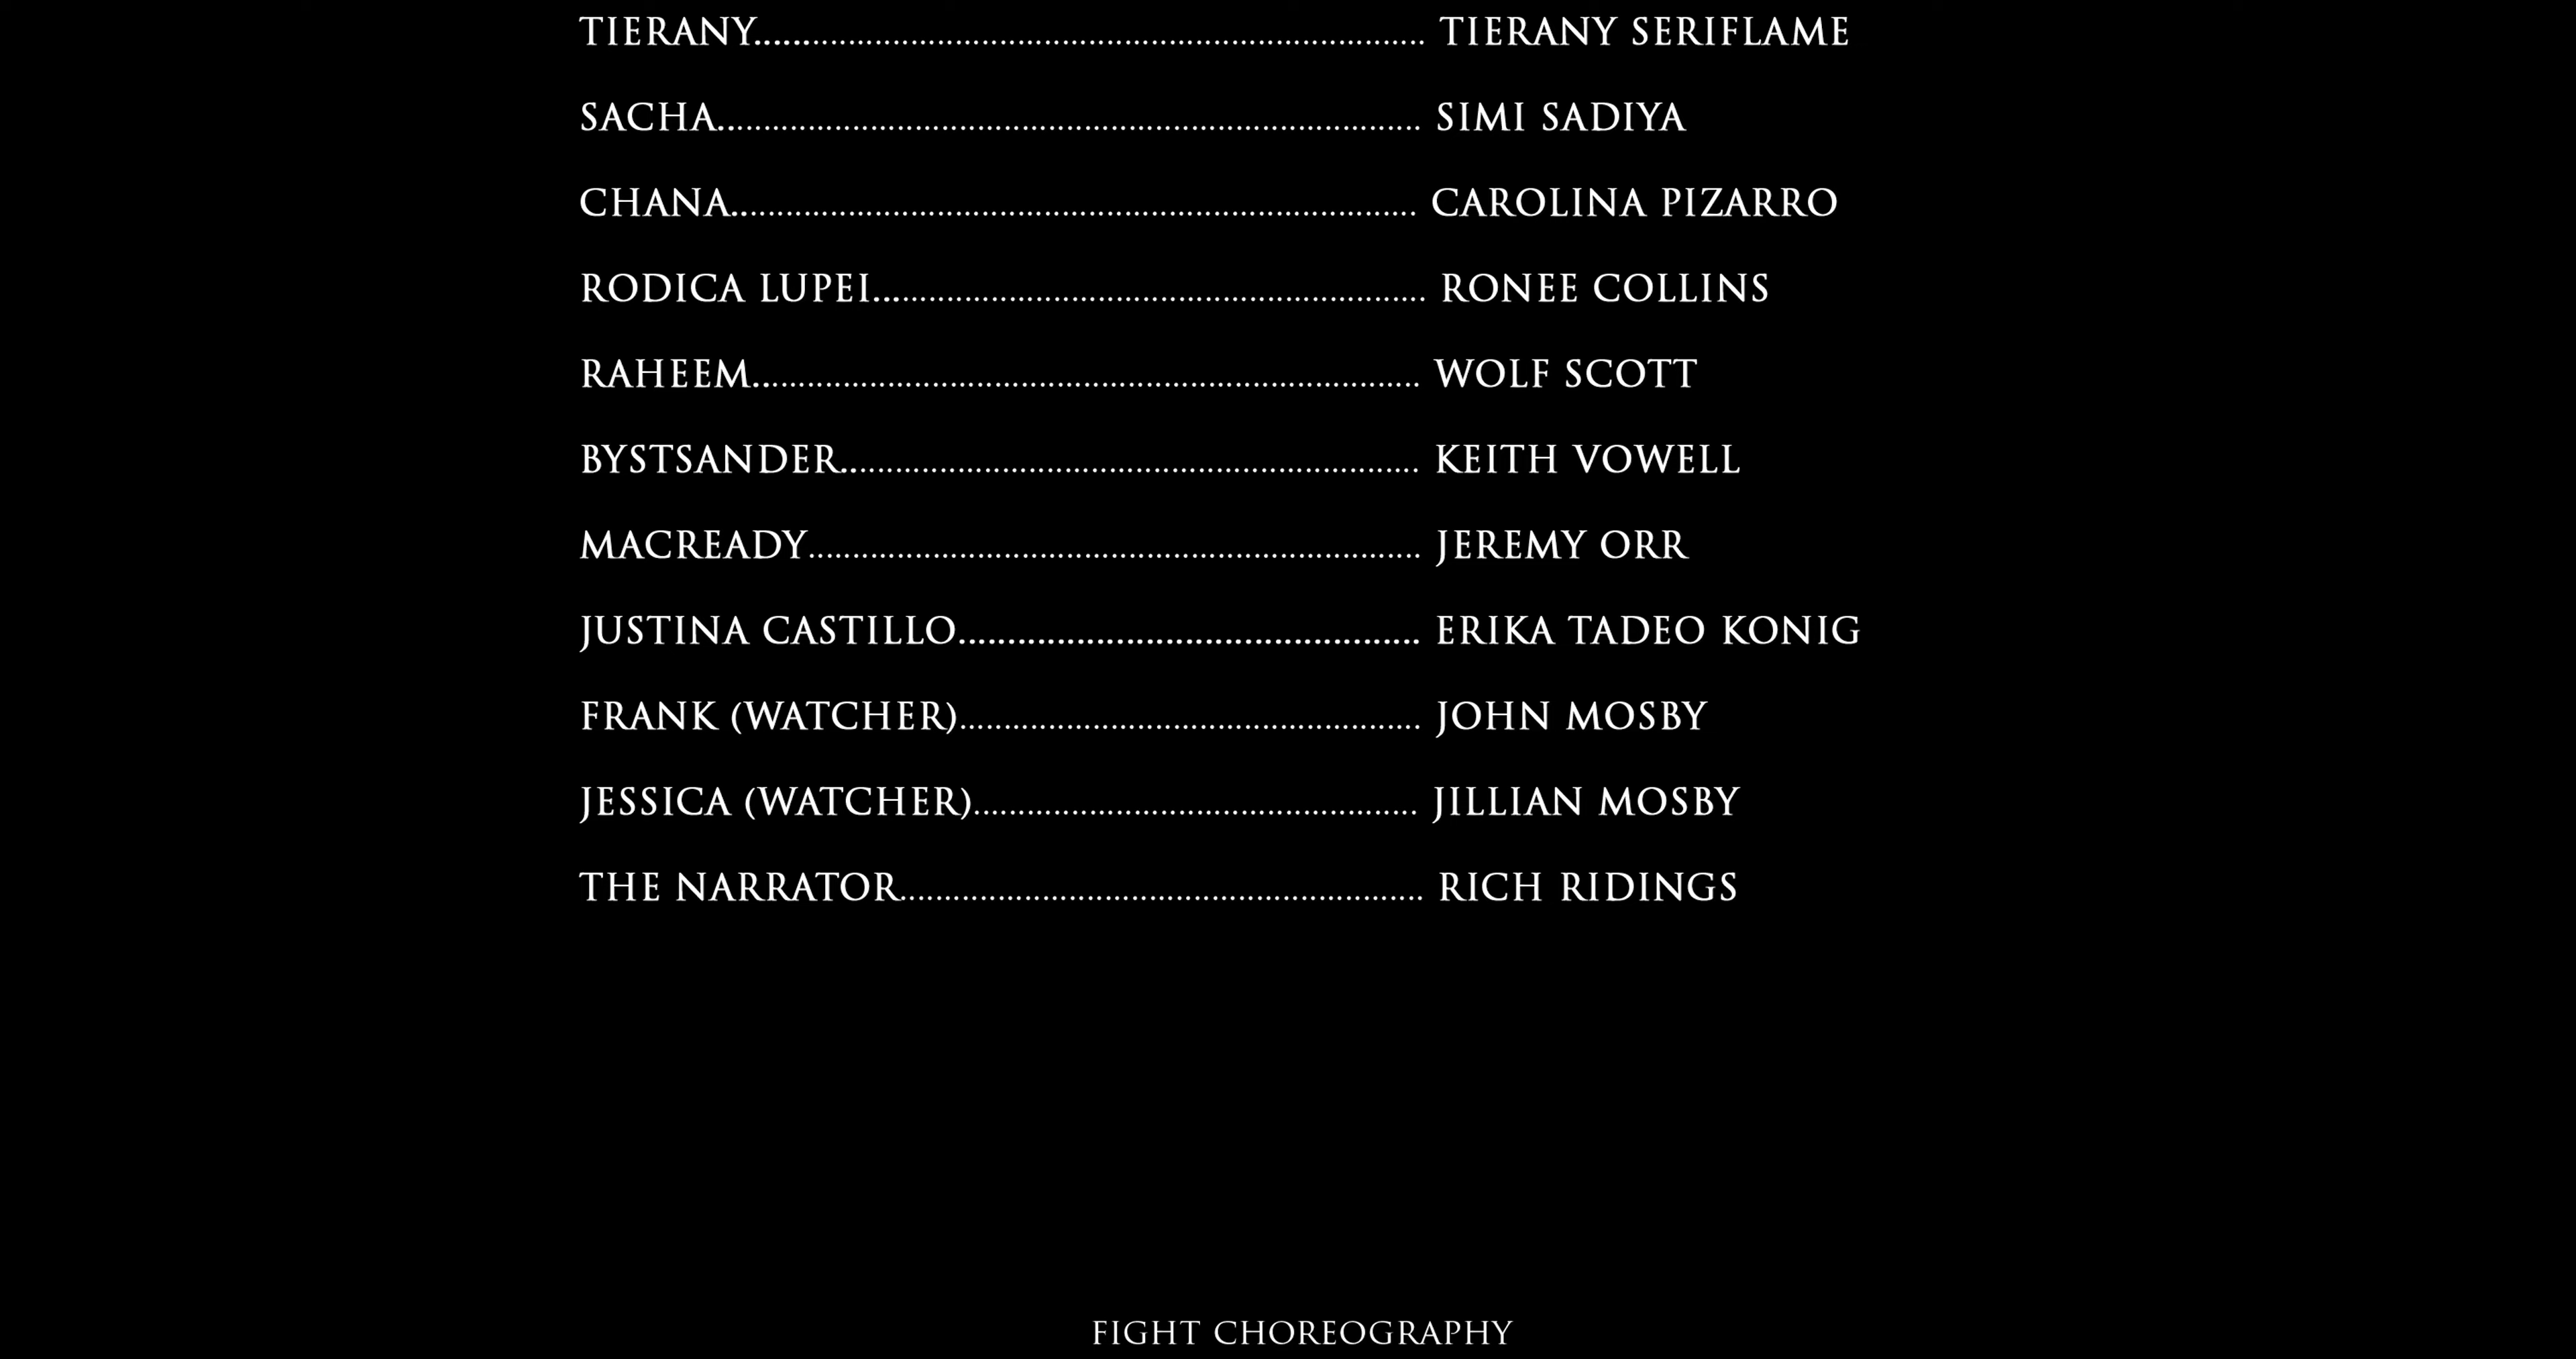 TIERANY........................................................................ TIERANY SERIFLAME
SACHA........................................................................... SIMI SADIYA
CHANA.......................................................................... CAROLINA PIZARRO
RODICA LUPEI............................................................ RONEE COLLINS
RAHEEM........................................................................ WOLF SCOTT
BYSTSANDER.............................................................. KEITH VOWELL
MACREADY.................................................................. JEREMY ORR
JUSTINA CASTILLO............................................... ERIKA TADEO KONIG
FRANK (WATCHER).................................................. JOHN MOSBY
JESSICA (WATCHER)................................................ JILLIAN MOSBY
THE NARRATOR........................................................ RICH RIDINGS
FIGHT CHOREOGRAPHY